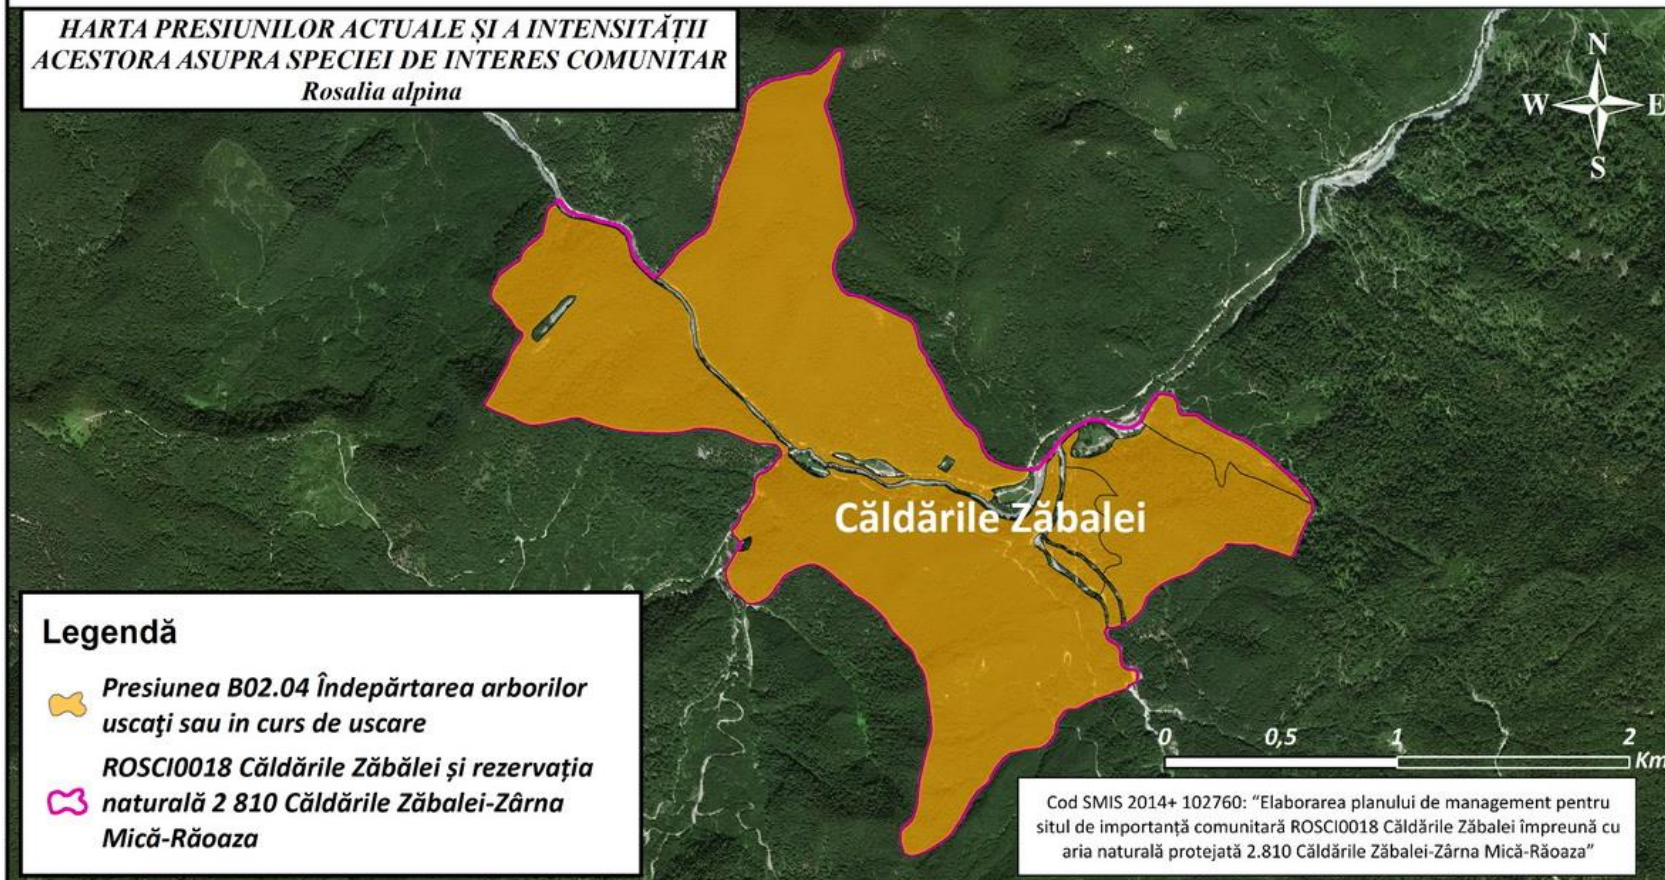 HARTA PRESIUNILOR ACTUALE ȘI A INTENSITĂȚII
ACESTORA ASUPRA SPECIEI DE INTERES COMUNITAR
Rosalia alpina
N
W E
S
Căldările Zăbalei
Legendă
Presiunea B02.04 Îndepărtarea arborilor
uscaţi sau in curs de uscare
ROSCI0018 Căldările Zăbălei și rezervația
naturală 2 810 Căldările Zăbalei-Zârna
Mică-Răoaza
0 0,5 1 2
Km
Cod SMIS 2014+ 102760: “Elaborarea planului de management pentru
situl de importanță comunitară ROSCI0018 Căldările Zăbalei împreună cu
aria naturală protejată 2.810 Căldările Zăbalei-Zârna Mică-Răoaza”